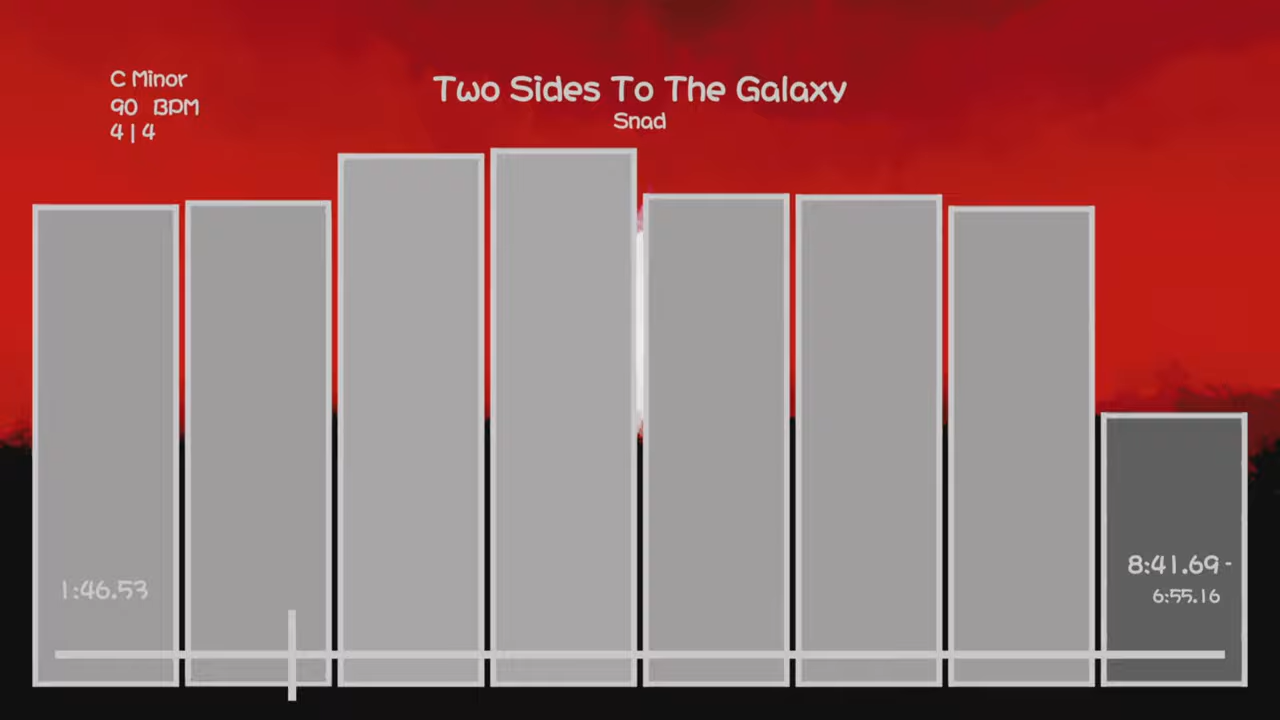 C Minor
90 BPM
4 | 4
Two Sides To The Galaxy
Snad
1:46.53
8:41.69 -
6:55.16